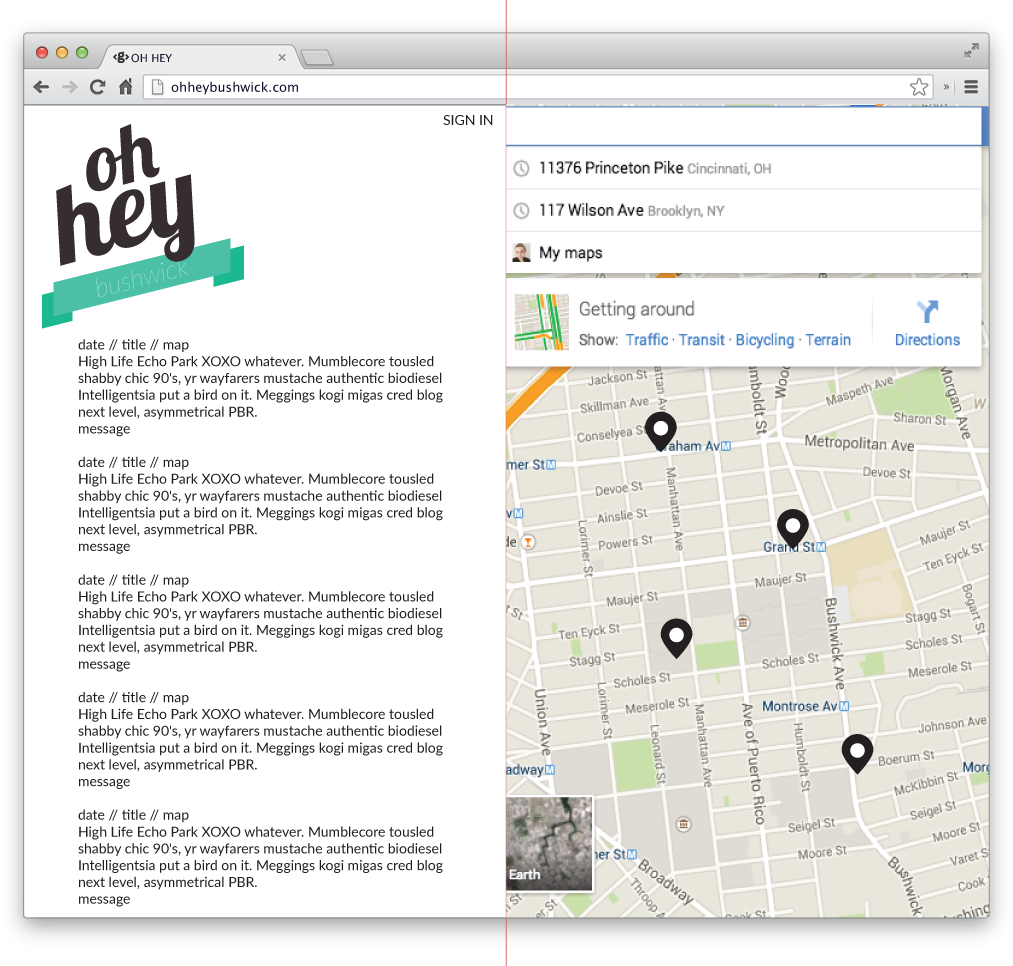 OH HEY
ohheybushwick.com
SIGN IN
oh
hey
bushwick
date // title // map
High Life Echo Park XOXO whatever. Mumblecore tousled
shabby chic 90's, yr wayfarers mustache authentic biodiesel
Intelligentsia put a bird on it. Meggings kogi migas cred blog
next level, asymmetrical PBR.
message
date // title // map
High Life Echo Park XOXO whatever. Mumblecore tousled
shabby chic 90's, yr wayfarers mustache authentic biodiesel
Intelligentsia put a bird on it. Meggings kogi migas cred blog
next level, asymmetrical PBR.
message
date // title // map
High Life Echo Park XOXO whatever. Mumblecore tousled
shabby chic 90's, yr wayfarers mustache authentic biodiesel
Intelligentsia put a bird on it. Meggings kogi migas cred blog
next level, asymmetrical PBR.
message
date // title // map
High Life Echo Park XOXO whatever. Mumblecore tousled
shabby chic 90's, yr wayfarers mustache authentic biodiesel
Intelligentsia put a bird on it. Meggings kogi migas cred blog
next level, asymmetrical PBR.
message
date // title // map
High Life Echo Park XOXO whatever. Mumblecore tousled
shabby chic 90's, yr wayfarers mustache authentic biodiesel
Intelligentsia put a bird on it. Meggings kogi migas cred blog
next level, asymmetrical PBR.
message
11376 Princeton Pike Cincinnati, OH
117 Wilson Ave Brooklyn, NY
My maps
Getting around
Show: Traffic · Transit · Bicycling · Terrain
Directions
Jackson St
Skillman Ave
Conselyea St
Maspeth Ave
Sharon St
Morgan Ave
Metropolitan Ave
Devoe St
Devoe St
Manhattan Ave
Ainslie St
Powers St
Lorimer St
Grand St
Maujer St
Ten Eyck St
Maujer St
Maujer St
Bogart St
Bushwick Ave
Stagg St
Ten Eyck St
Scholes St
Stagg St
Scholes St
Scholes St
Meserole St
Meserole St
Union Ave
Lorimer St
Leonard St
Manhattan Ave
Ave of Puerto Rico
Humboldt St
Montrose Av
Johnson Ave
Boerum St
McKibbin St
Seigel St
Seigel St
Moore St
Moore St
Varet S
Cook
Bushwick
Broadway
Throop A
Earth